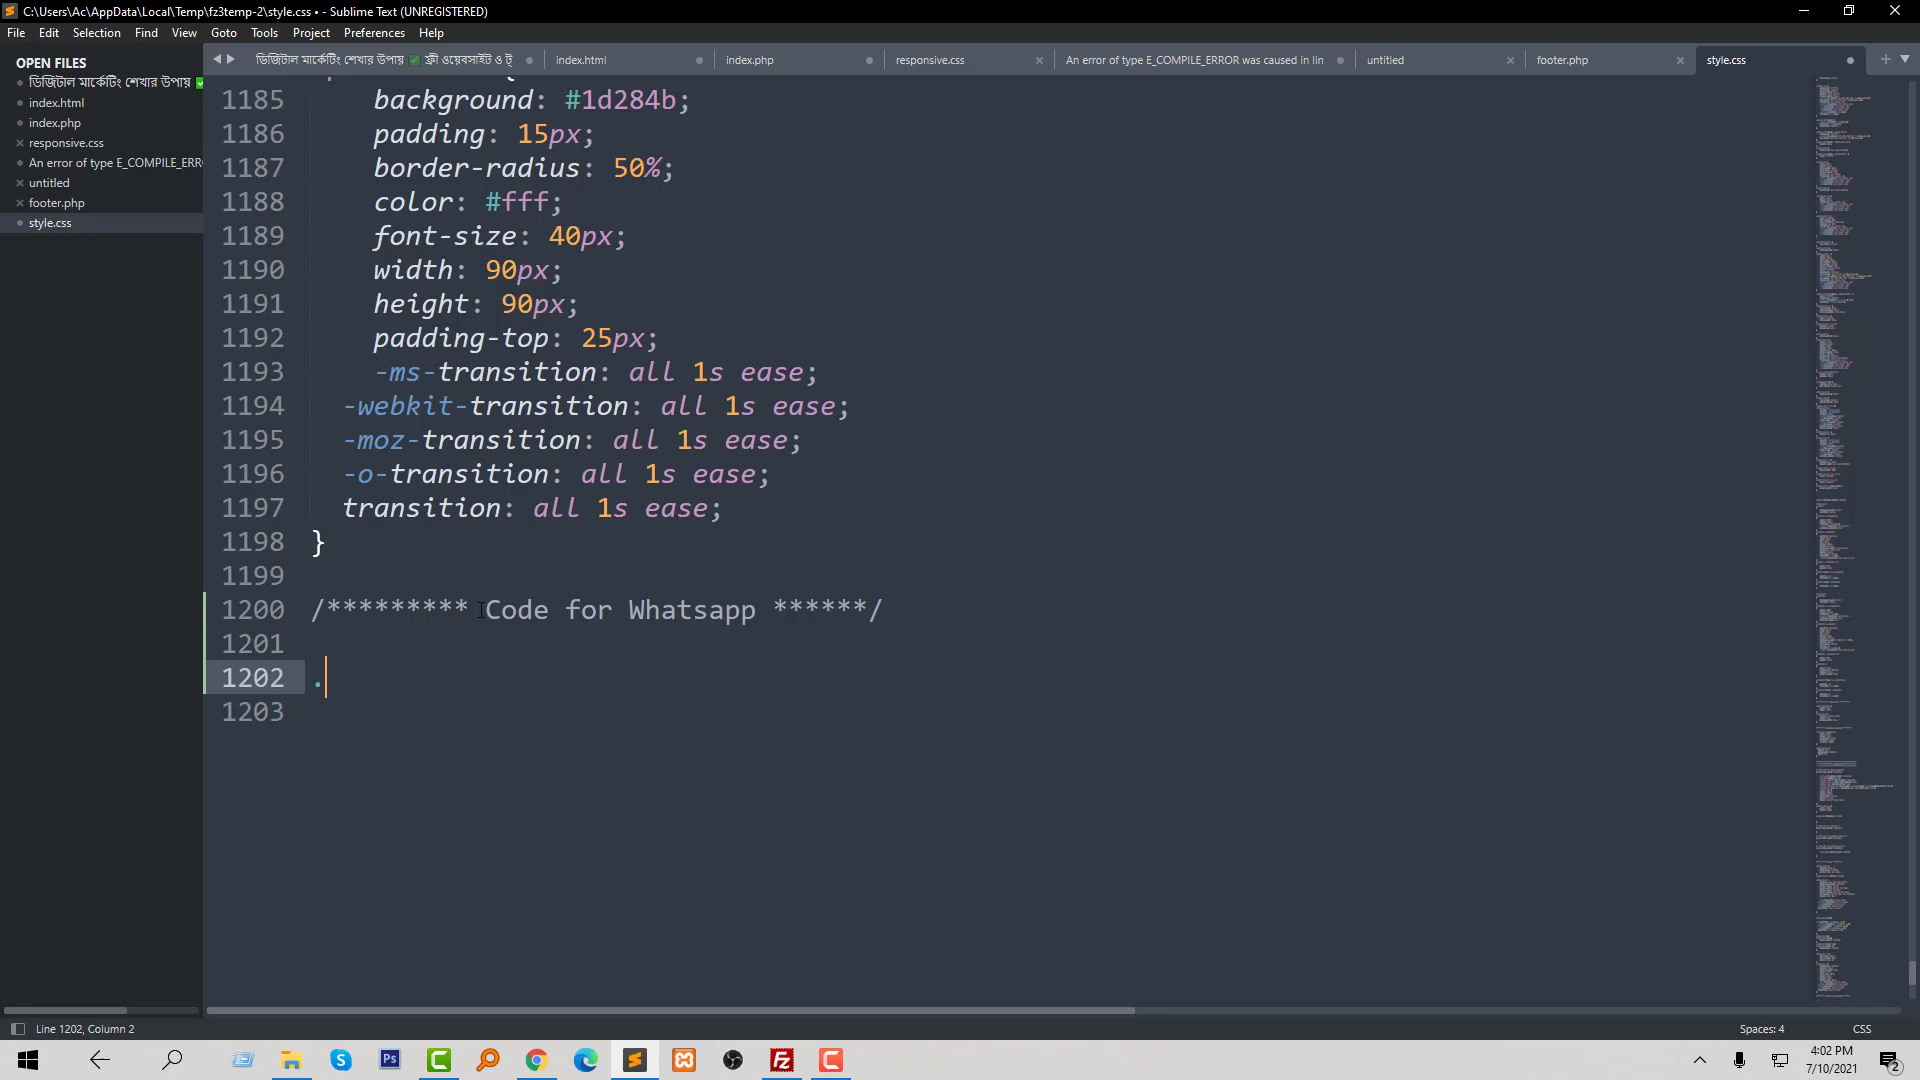 C:\Users\Ac\AppData\Local\Temp\fz3temp-2\style.css • - Sublime Text (UNREGISTERED)
File Edit Selection Find View Goto Tools Project Preferences Help
OPEN FILES
ডিজিটাল মার্কেটিং শেখার উপায় ✅
index.html
index.php
responsive.css
An error of type E_COMPILE_ERR
untitled
footer.php
style.css
ডিজিটাল মার্কেটিং শেখার উপায় ✅ ফ্রী ওয়েবসাইট ও ট্
index.html
index.php
responsive.css
An error of type E_COMPILE_ERROR was caused in lin
untitled
footer.php
style.css
1185 background: #1d284b;
1186 padding: 15px;
1187 border-radius: 50%;
1188 color: #fff;
1189 font-size: 40px;
1190 width: 90px;
1191 height: 90px;
1192 padding-top: 25px;
1193 -ms-transition: all 1s ease;
1194 -webkit-transition: all 1s ease;
1195 -moz-transition: all 1s ease;
1196 -o-transition: all 1s ease;
1197 transition: all 1s ease;
1198 }
1199
1200 /********* Code for Whatsapp ******/
1201
1202 .
1203
Line 1202, Column 2
Spaces: 4
CSS
4:02 PM
7/10/2021
2